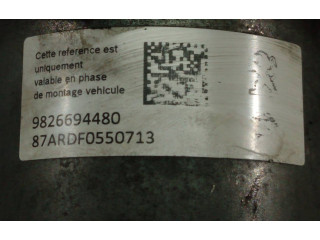 Cette reference est
uniquement
valable en phase
de montage vehicule
9826694480
87ARDF0550713